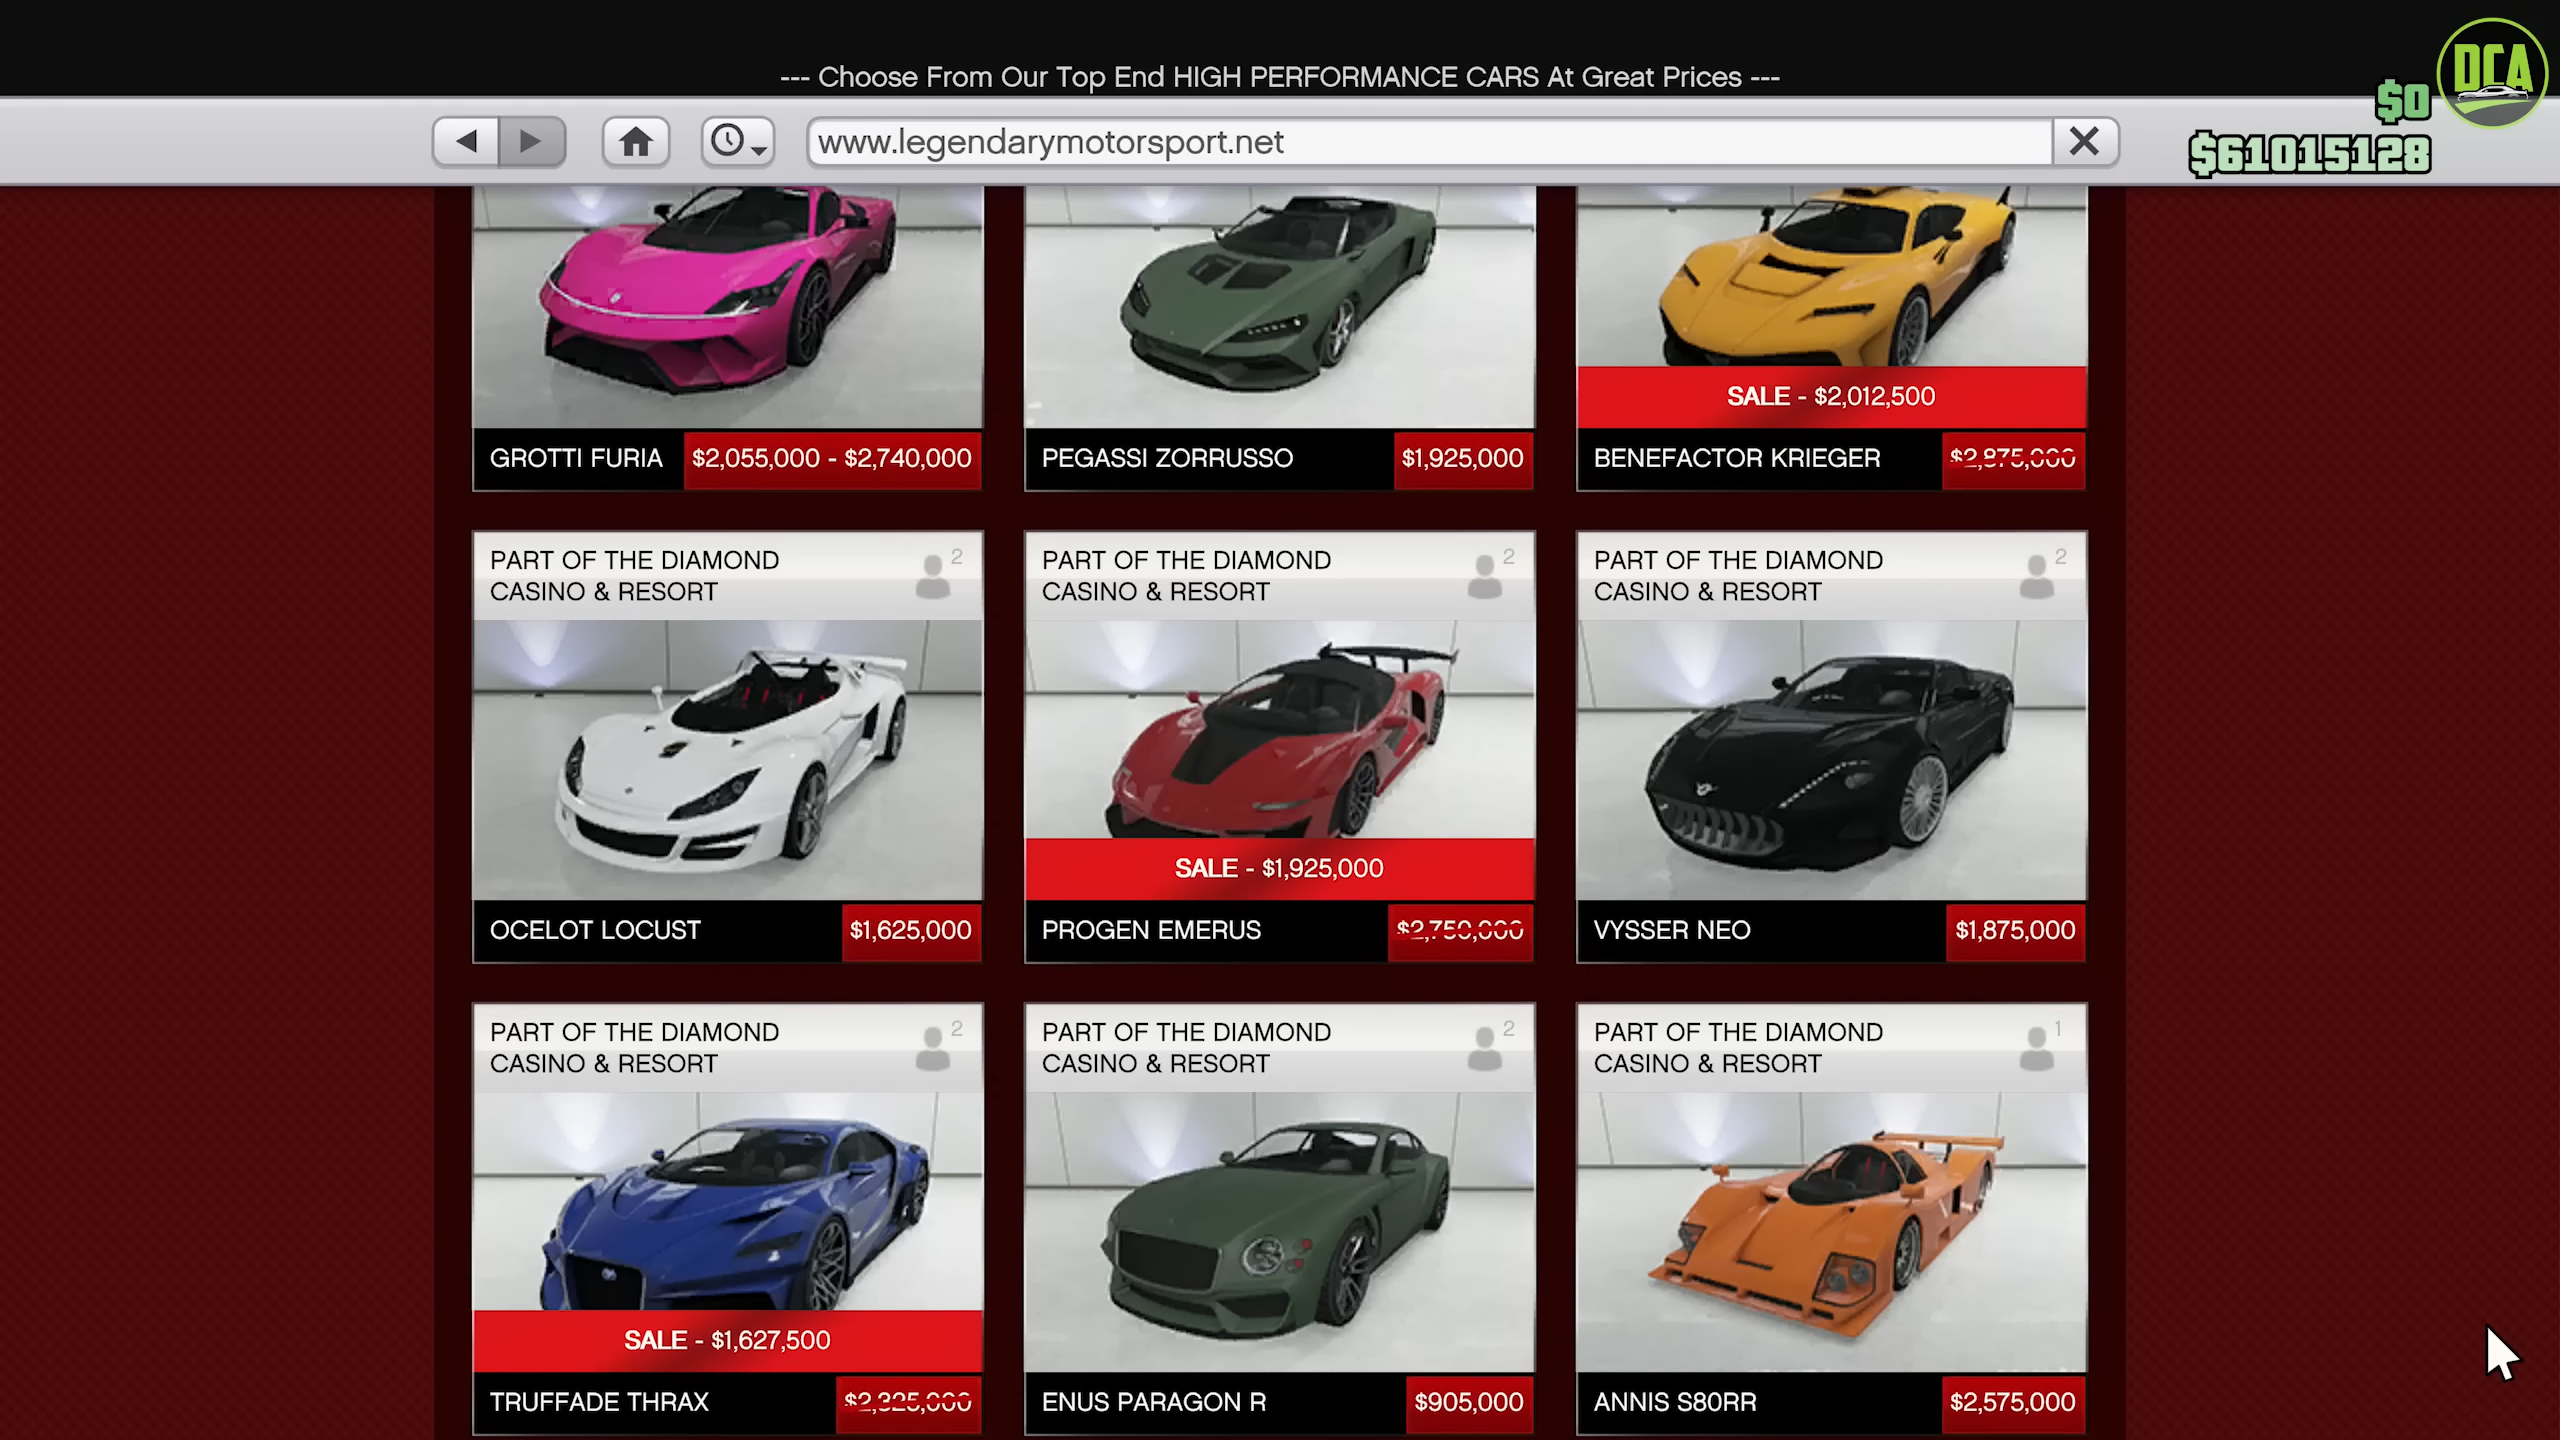 --- Choose From Our Top End HIGH PERFORMANCE CARS At Great Prices ---
DCA
$0
www.legendarymotorsport.net
$61015128
SALE - $2,012,500
GROTTI FURIA $2,055,000 - $2,740,000
PEGASSI ZORRUSSO $1,925,000
BENEFACTOR KRIEGER $2,875,000
PART OF THE DIAMOND
CASINO & RESORT
2
PART OF THE DIAMOND
CASINO & RESORT
2
PART OF THE DIAMOND
CASINO & RESORT
2
SALE - $1,925,000
OCELOT LOCUST $1,625,000
PROGEN EMERUS $2,750,000
VYSSER NEO $1,875,000
PART OF THE DIAMOND
CASINO & RESORT
2
PART OF THE DIAMOND
CASINO & RESORT
2
PART OF THE DIAMOND
CASINO & RESORT
1
SALE - $1,627,500
TRUFFADE THRAX $2,325,000
ENUS PARAGON R $905,000
ANNIS S80RR $2,575,000